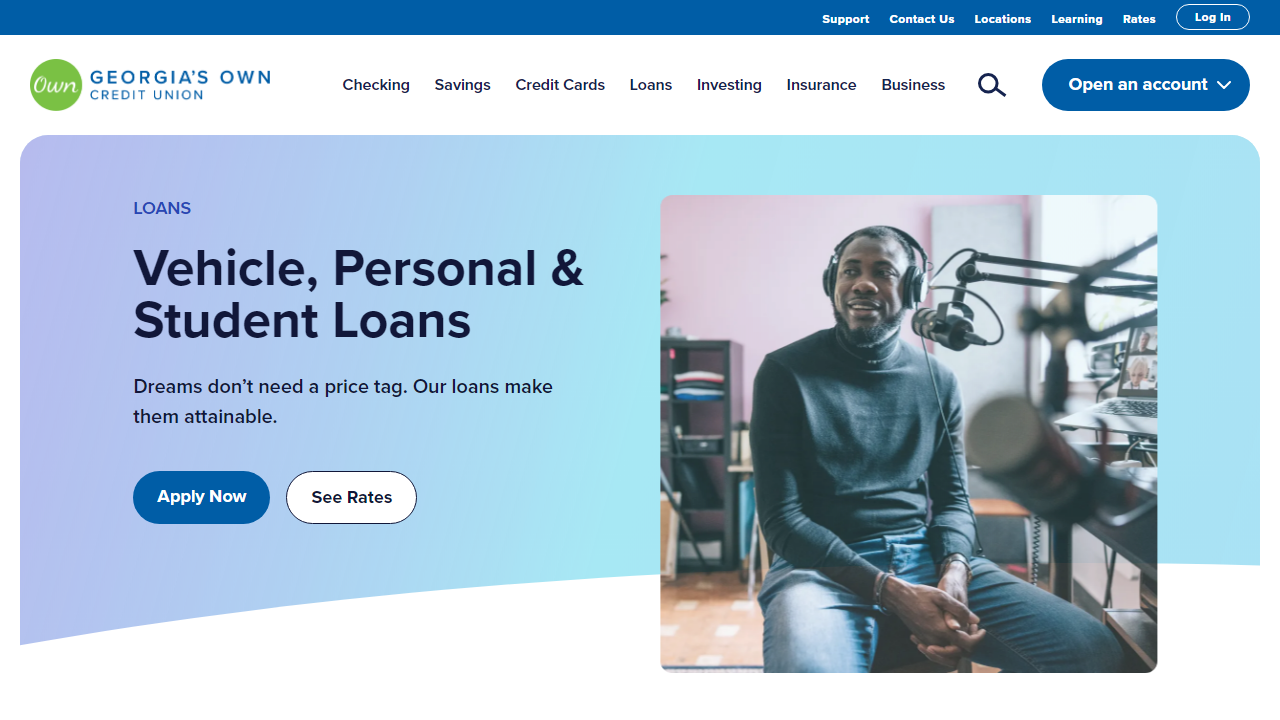 Support Contact Us Locations Learning Rates Log In
Own GEORGIA'S OWN
CREDIT UNION
Checking Savings Credit Cards Loans Investing Insurance Business Open an account
LOANS
Vehicle, Personal &
Student Loans
Dreams don’t need a price tag. Our loans make
them attainable.
Apply Now See Rates